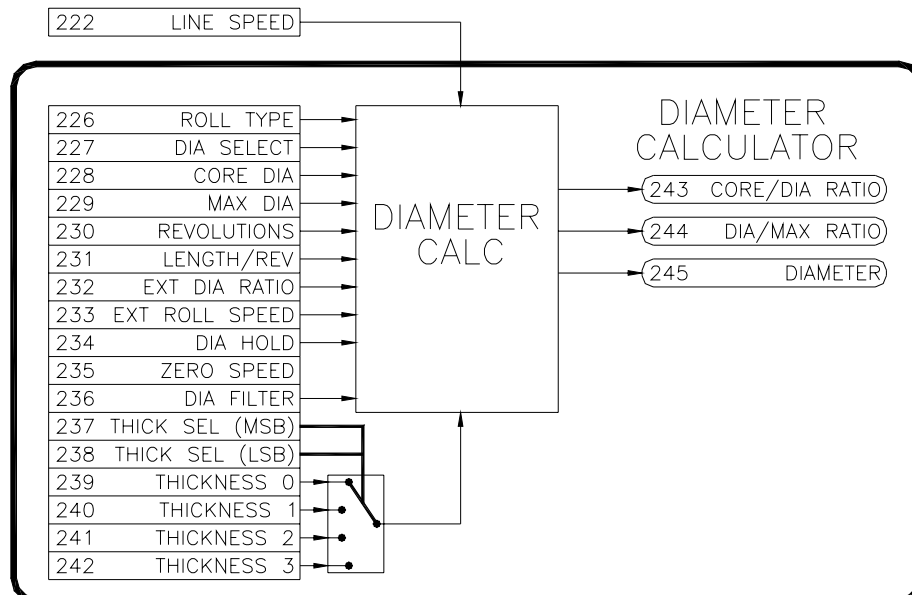 222 LINE SPEED
226 ROLL TYPE
227 DIA SELECT
228 CORE DIA
229 MAX DIA
230 REVOLUTIONS
231 LENGTH/REV
232 EXT DIA RATIO
233 EXT ROLL SPEED
234 DIA HOLD
235 ZERO SPEED
236 DIA FILTER
237 THICK SEL (MSB)
238 THICK SEL (LSB)
239 THICKNESS 0
240 THICKNESS 1
241 THICKNESS 2
242 THICKNESS 3
DIAMETER
CALC
DIAMETER
CALCULATOR
243 CORE/DIA RATIO
244 DIA/MAX RATIO
245 DIAMETER